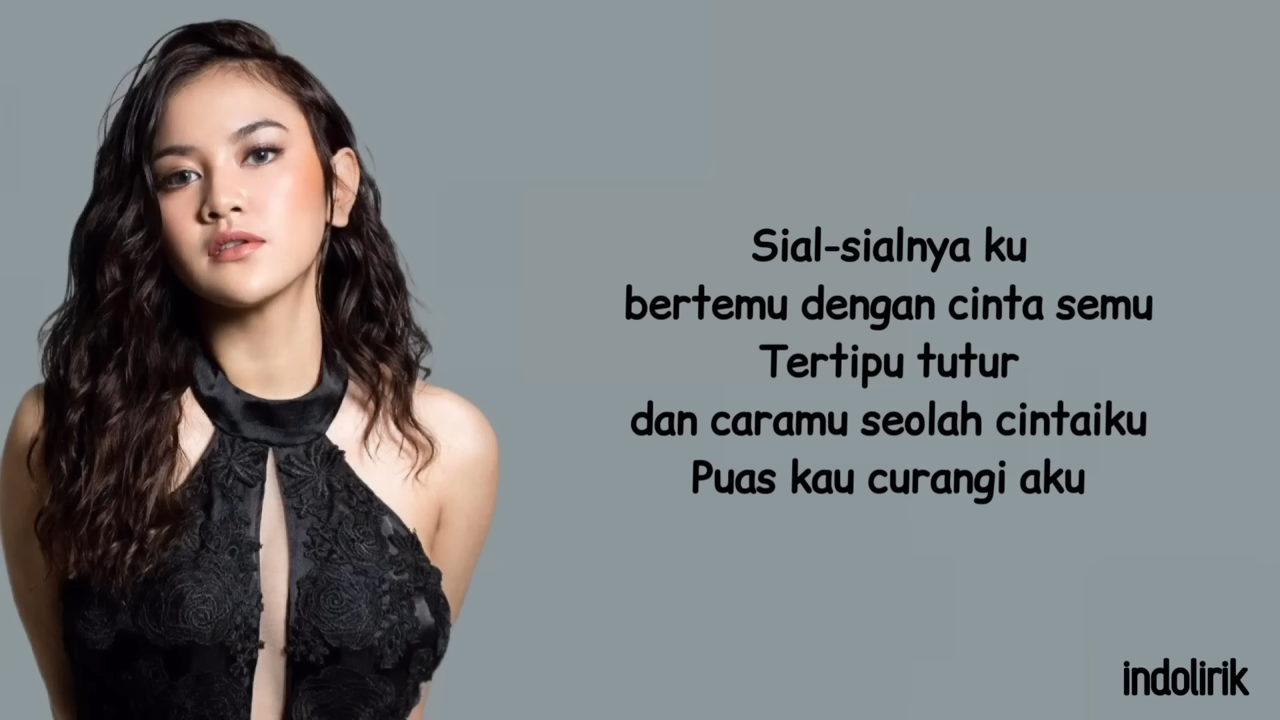 Sial-sialnya ku
bertemu dengan cinta semu
Tertipu tutur
dan caramu seolah cintaiku
Puas kau curangi aku
indolirik